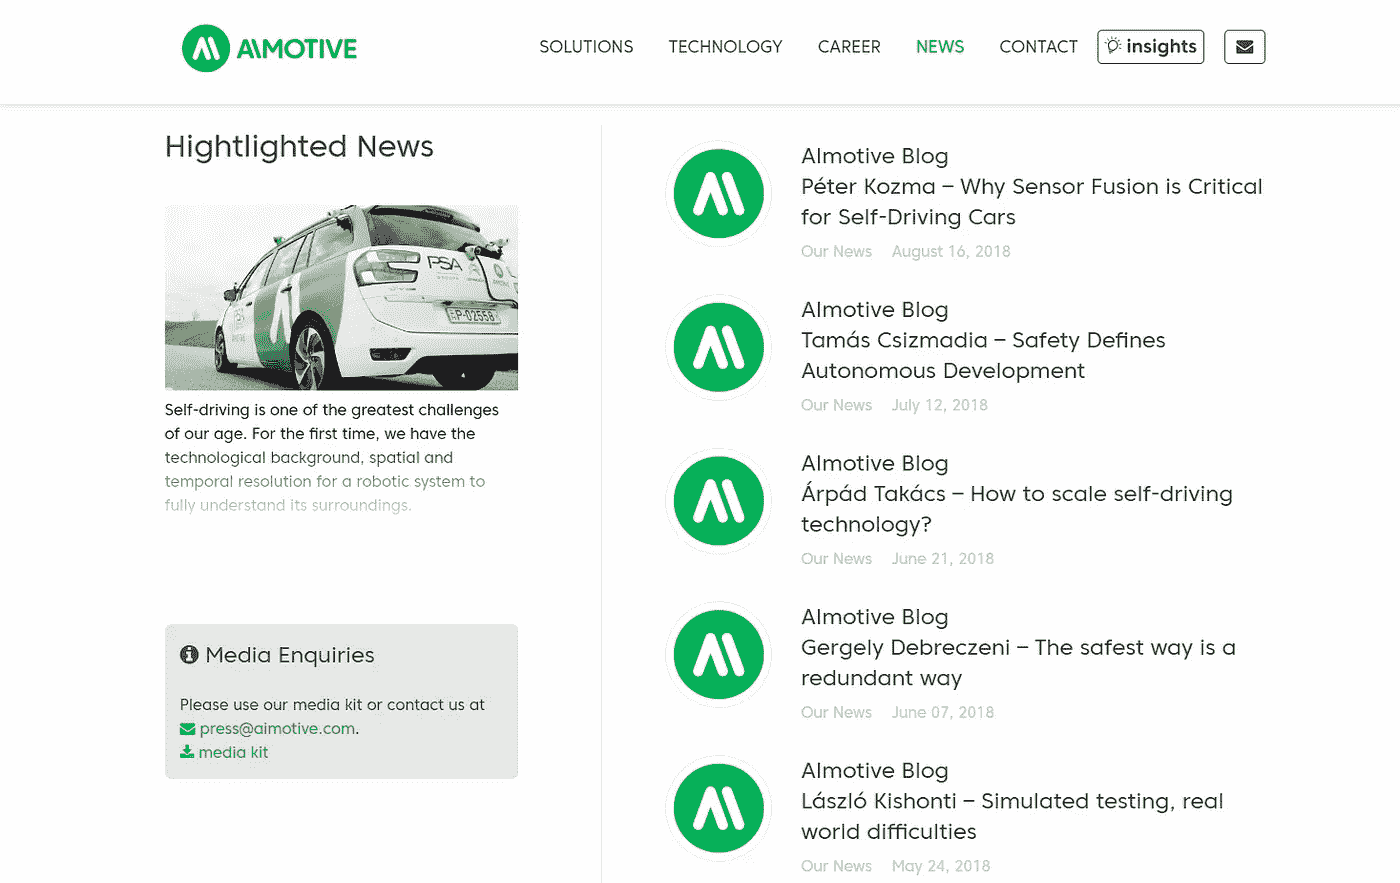 AIMOTIVE
SOLUTIONS TECHNOLOGY CAREER NEWS CONTACT insights
Hightlighted News
PSA
P-02558
Self-driving is one of the greatest challenges
of our age. For the first time, we have the
technological background, spatial and
temporal resolution for a robotic system to
fully understand its surroundings.
Media Enquiries
Please use our media kit or contact us at
press@aimotive.com.
media kit
AImotive Blog
Péter Kozma – Why Sensor Fusion is Critical
for Self-Driving Cars
Our News August 16, 2018
AImotive Blog
Tamás Csizmadia – Safety Defines
Autonomous Development
Our News July 12, 2018
AImotive Blog
Árpád Takács – How to scale self-driving
technology?
Our News June 21, 2018
AImotive Blog
Gergely Debreczeni – The safest way is a
redundant way
Our News June 07, 2018
AImotive Blog
László Kishonti – Simulated testing, real
world difficulties
Our News May 24, 2018